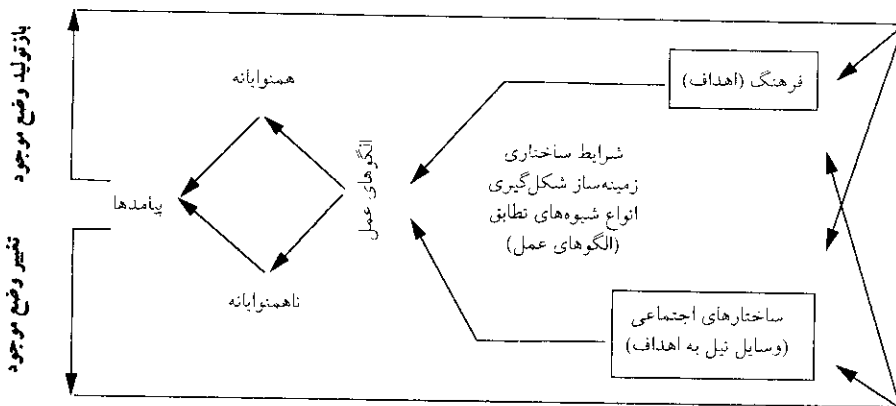 فرهنگ (اهداف)
شرایط ساختاری
زمینه‌ساز شکل‌گیری
انواع شیوه‌های تطابق
(الگوهای عمل)
ساختارهای اجتماعی
(وسایل نیل به اهداف)
الگوهای عمل
همنوایانه
ناهمنوایانه
پیامدها
بازتولید وضع موجود
تغییر وضع موجود